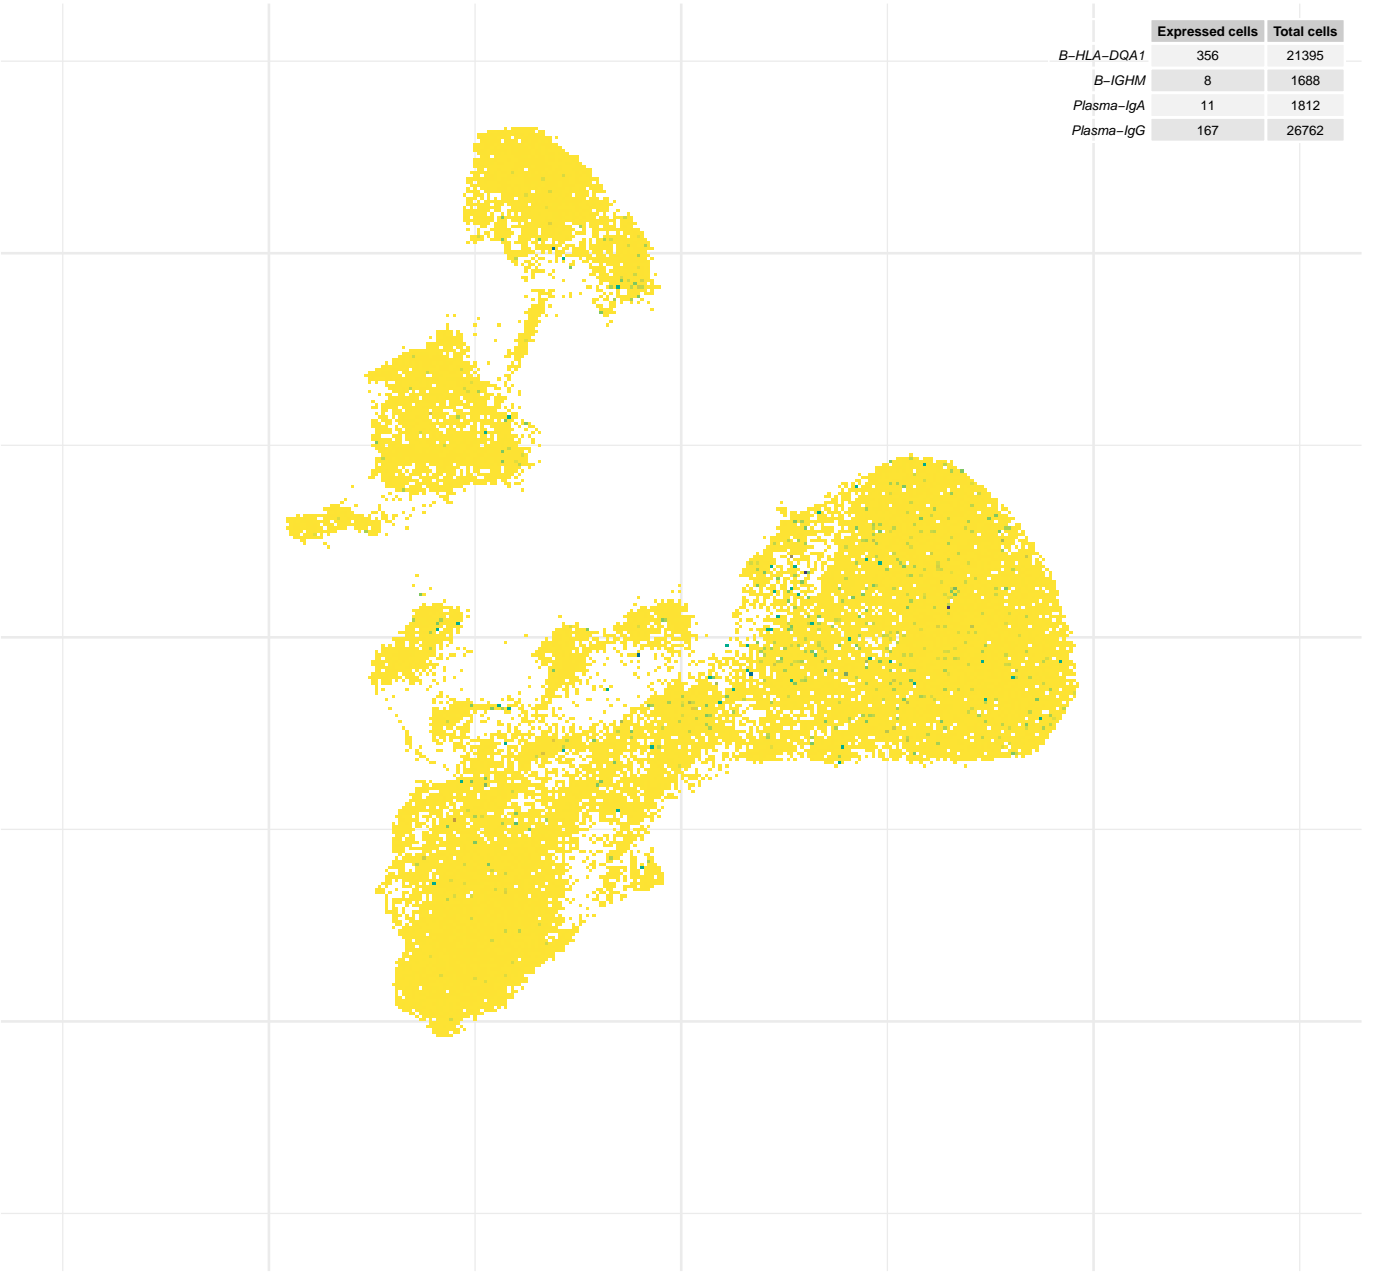 Expressed cells Total cells
B−HLA−DQA1 356 21395
B−IGHM 8 1688
Plasma−IgA 11 1812
Plasma−IgG 167 26762